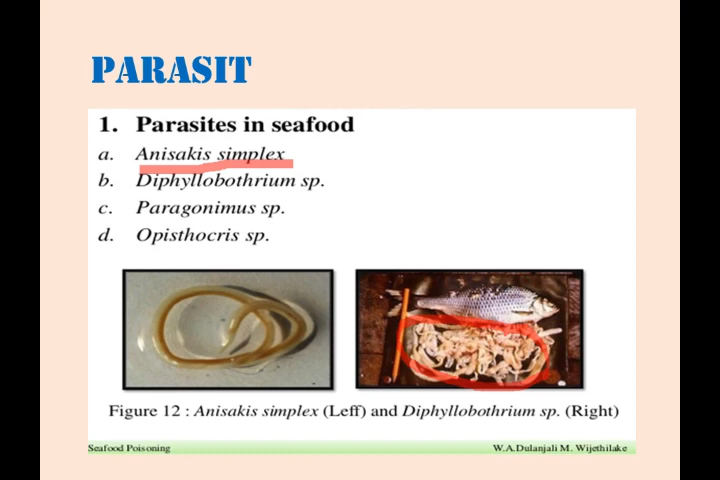 PARASIT
1. Parasites in seafood
a. Anisakis simplex
b. Diphyllobothrium sp.
c. Paragonimus sp.
d. Opisthocris sp.
Figure 12 : Anisakis simplex (Leff) and Diphyllobothrium sp. (Right)
Seafood Poisoning W.A.Dulanjali M. Wijethilake